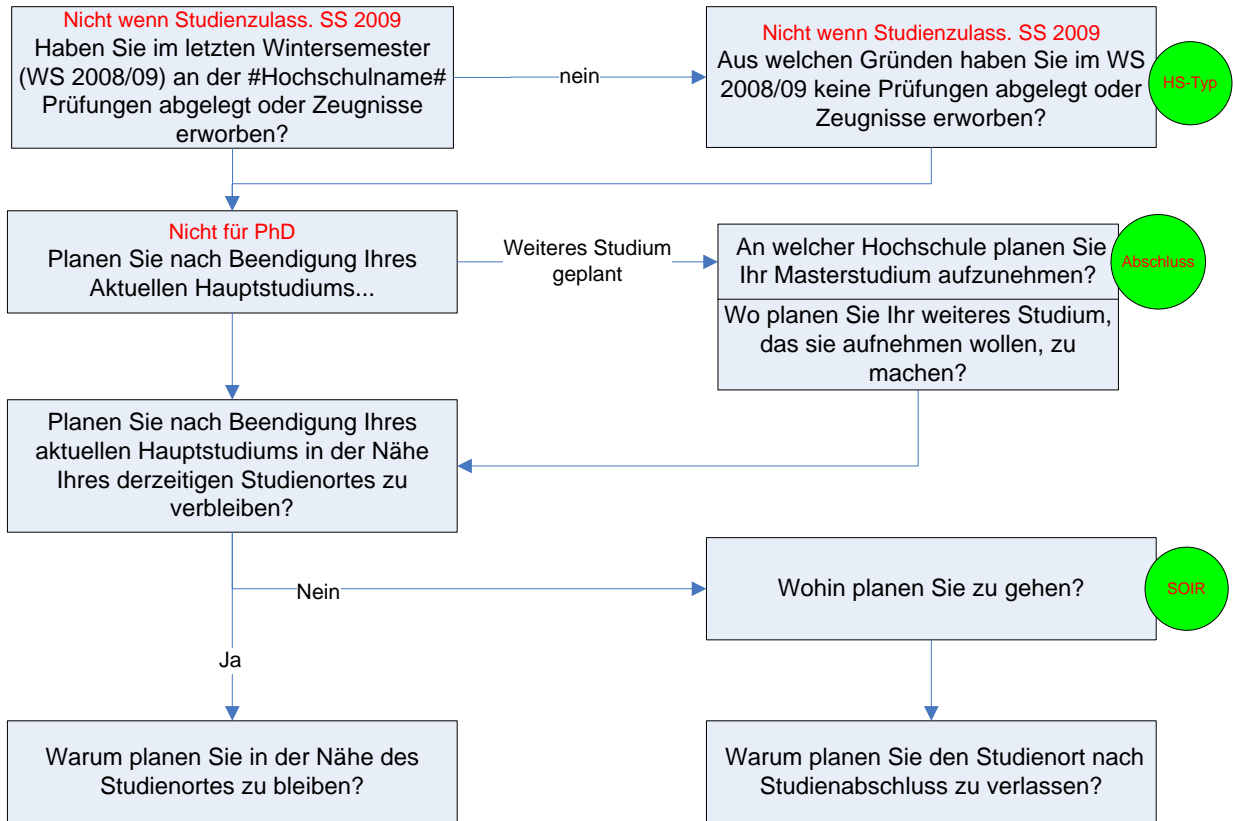 Nicht wenn Studienzulass. SS 2009
Haben Sie im letzten Wintersemester
(WS 2008/09) an der #Hochschulname#
Prüfungen abgelegt oder Zeugnisse
erworben?
nein
Nicht wenn Studienzulass. SS 2009
Aus welchen Gründen haben Sie im WS
2008/09 keine Prüfungen abgelegt oder
Zeugnisse erworben?
HS-Typ
Nicht für PhD
Planen Sie nach Beendigung Ihres
Aktuellen Hauptstudiums...
Weiteres Studium
geplant
An welcher Hochschule planen Sie
Ihr Masterstudium aufzunehmen?
Abschluss
Wo planen Sie Ihr weiteres Studium,
das sie aufnehmen wollen, zu
machen?
Planen Sie nach Beendigung Ihres
aktuellen Hauptstudiums in der Nähe
Ihres derzeitigen Studienortes zu
verbleiben?
Nein
Wohin planen Sie zu gehen?
SOIR
Ja
Warum planen Sie in der Nähe des
Studienortes zu bleiben?
Warum planen Sie den Studienort nach
Studienabschluss zu verlassen?